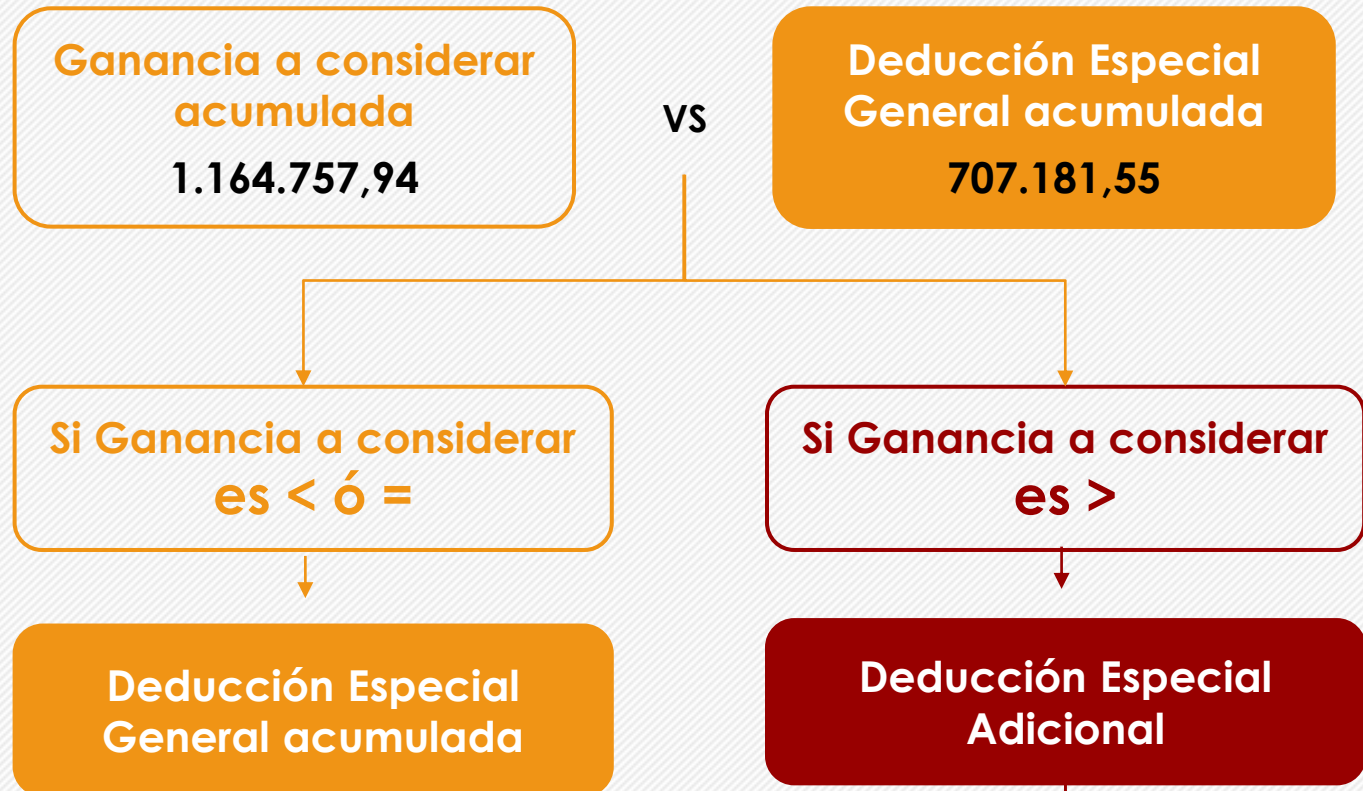 Ganancia a considerar
acumulada
1.164.757,94
VS
Deducción Especial
General acumulada
707.181,55
Si Ganancia a considerar
es < ó =
Si Ganancia a considerar
es >
Deducción Especial
General acumulada
Deducción Especial
Adicional